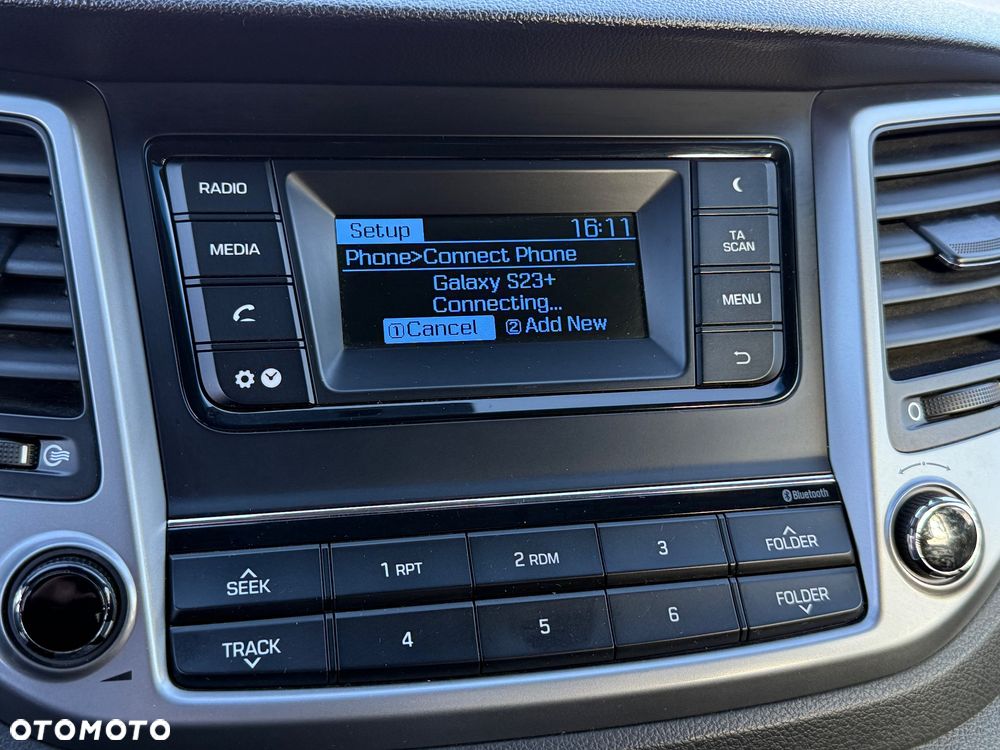 RADIO
MEDIA
Setup 16:11
Phone>Connect Phone
Galaxy S23+
Connecting...
1Cancel 2Add New
TA
SCAN
MENU
Bluetooth
SEEK
1 RPT
2 RDM
3
FOLDER
TRACK
4
5
6
FOLDER
OTOMOTO